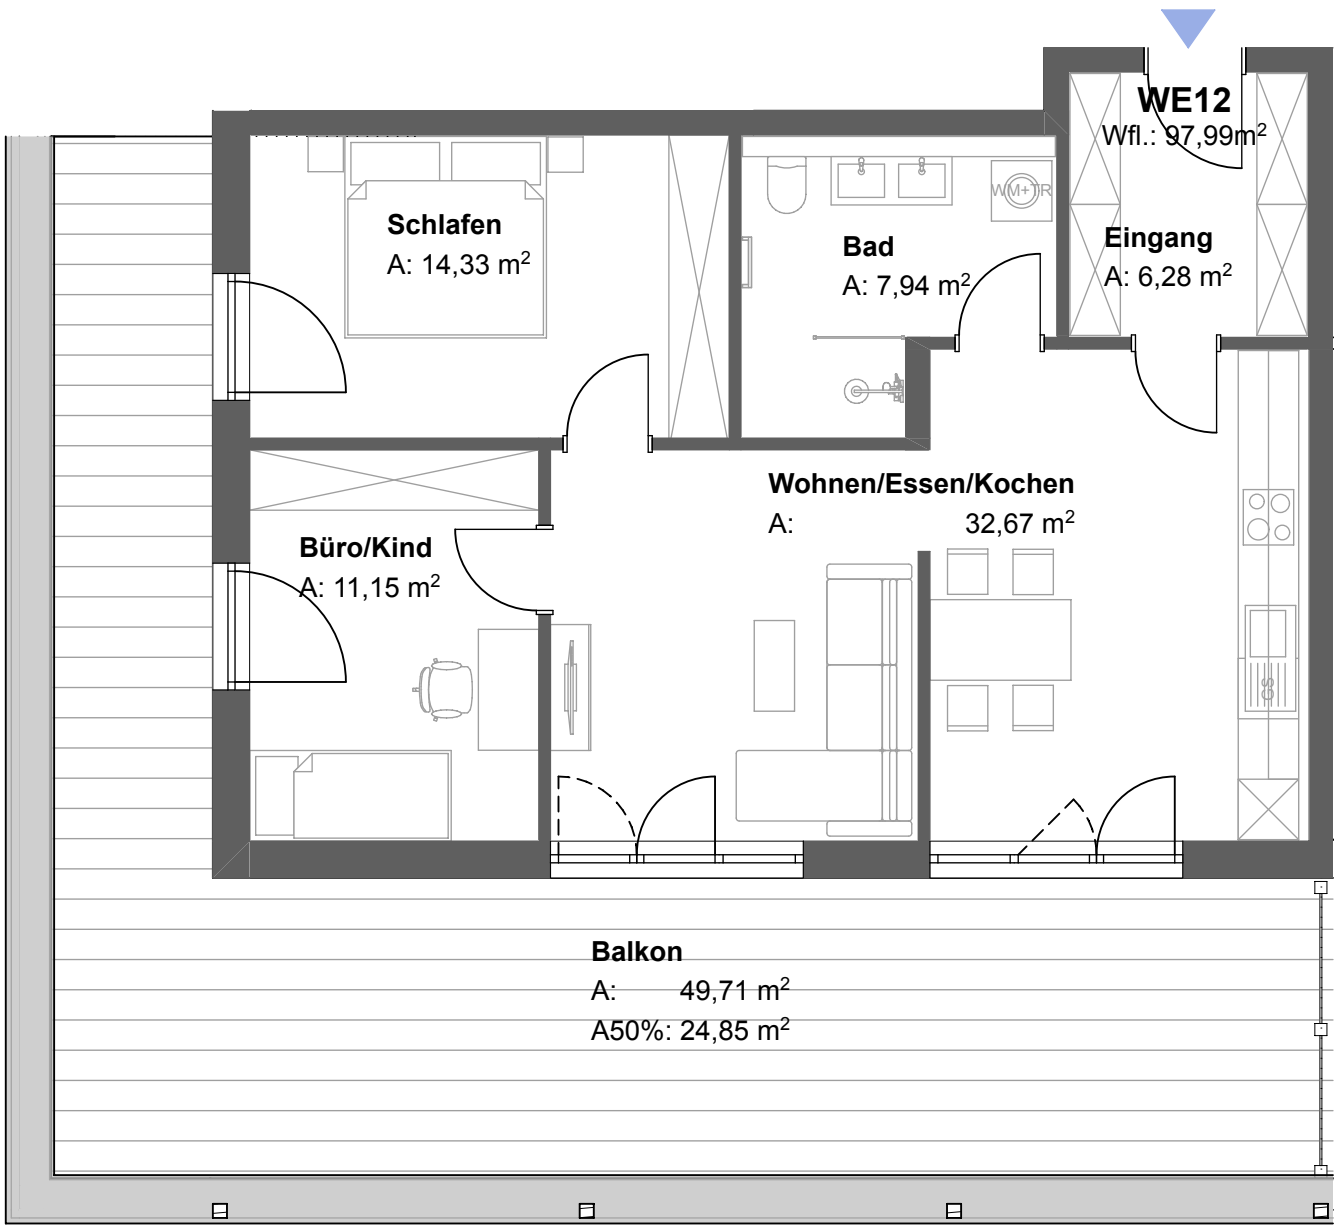 WE12
Wfl.: 97,99m²
Schlafen
A: 14,33 m²
WM+TR
Bad
A: 7,94 m²
Eingang
A: 6,28 m²
Wohnen/Essen/Kochen
A: 32,67 m²
Büro/Kind
A: 11,15 m²
GS
Balkon
A: 49,71 m²
A50%: 24,85 m²